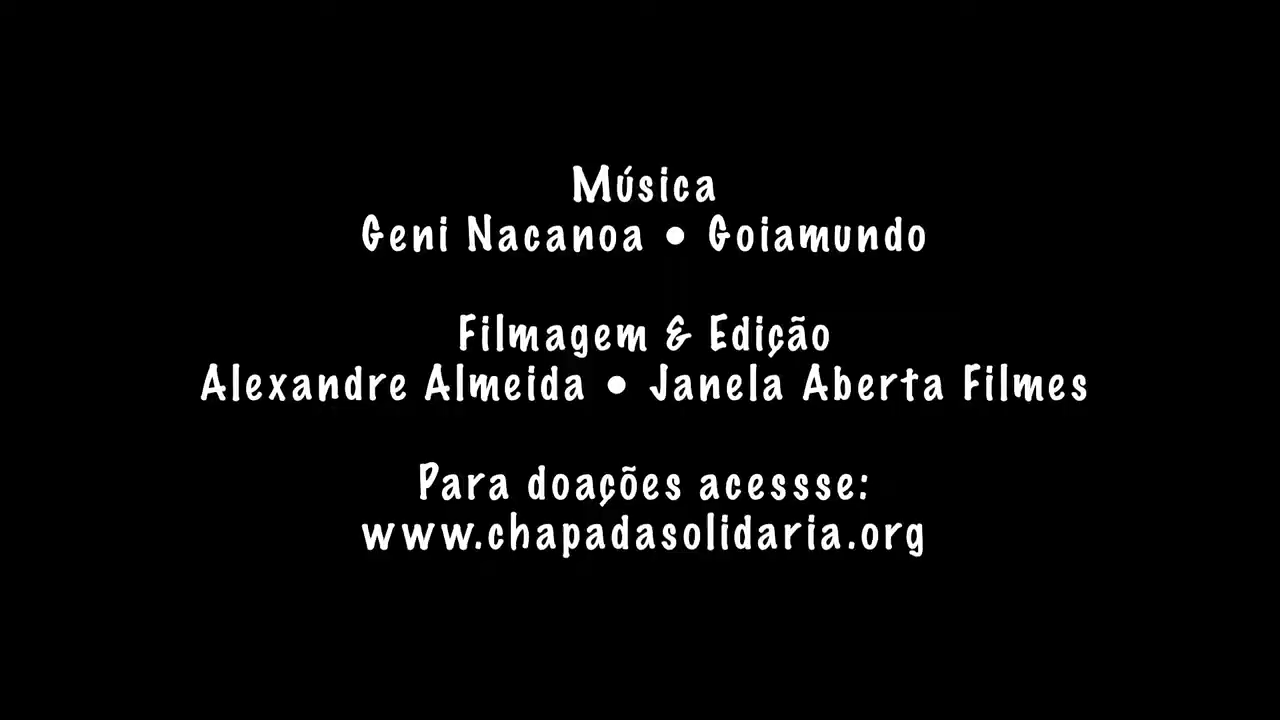 Música
Geni Nacanoa • Goiamundo
Filmagem & Edição
Alexandre Almeida • Janela Aberta Filmes
Para doações acessse:
www.chapadasolidaria.org